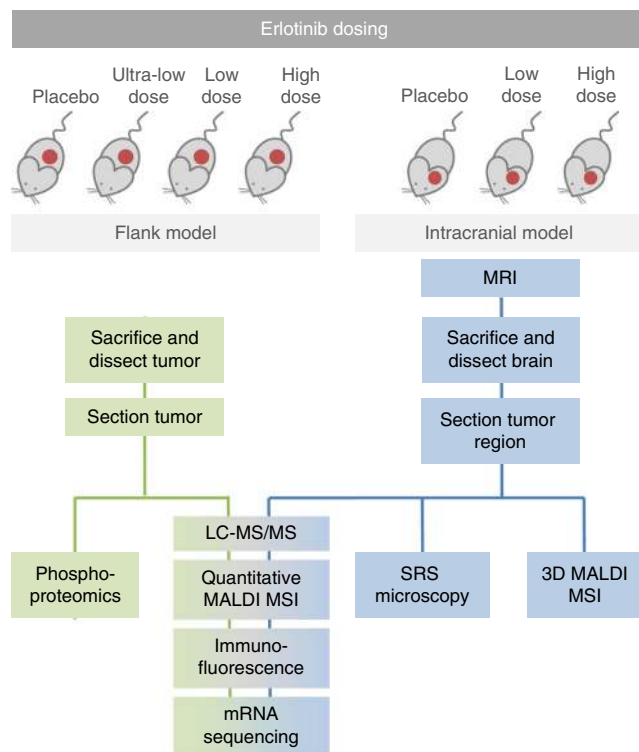 Erlotinib dosing
Placebo
Ultra-low
dose
Low
dose
High
dose
Placebo
Low
dose
High
dose
Flank model
Intracranial model
MRI
Sacrifice and
dissect tumor
Sacrifice and
dissect brain
Section tumor
Section tumor
region
LC-MS/MS
Phospho-
proteomics
Quantitative
MALDI MSI
SRS
microscopy
3D MALDI
MSI
Immuno-
fluorescence
mRNA
sequencing